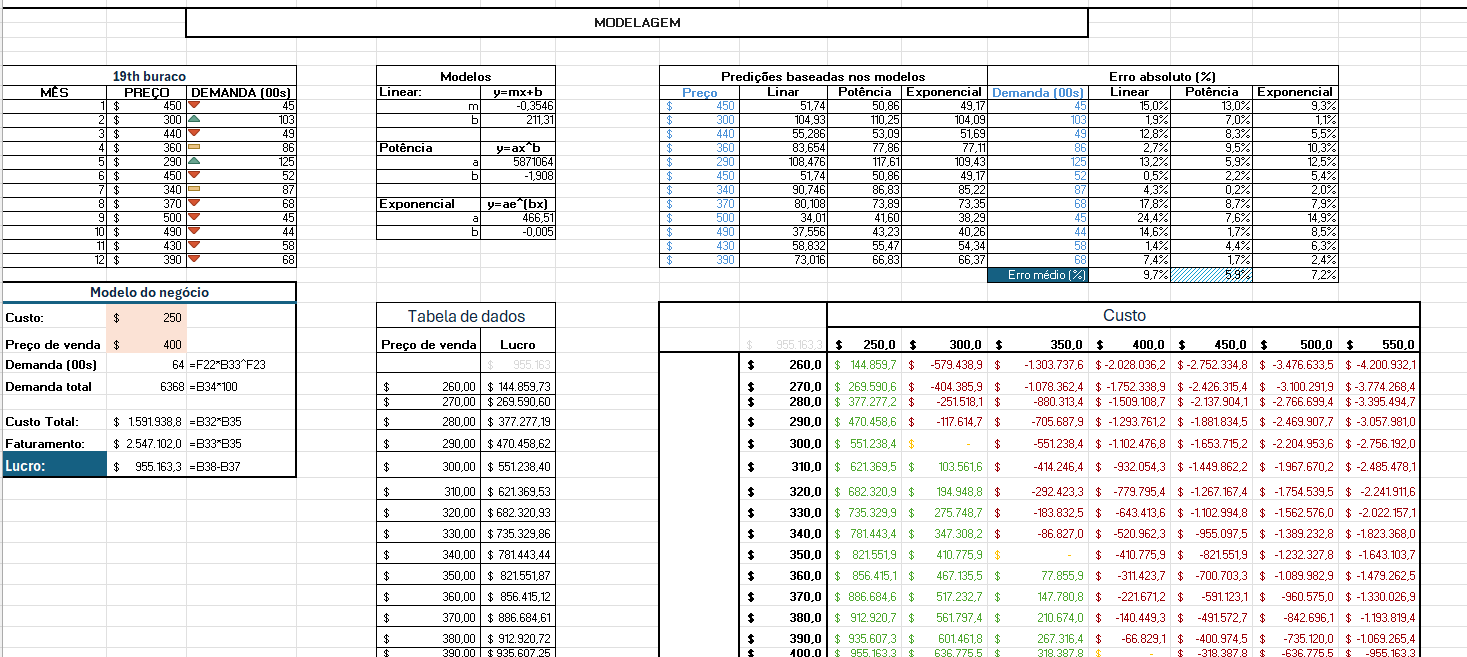 MODELAGEM
19th buraco
MÊS PREÇO DEMANDA (00s)
1 $ 450 45
2 $ 300 103
3 $ 440 49
4 $ 360 86
5 $ 290 125
6 $ 450 52
7 $ 340 87
8 $ 370 68
9 $ 500 45
10 $ 490 44
11 $ 430 58
12 $ 390 68
Modelos
Linear: y=mx+b
m -0,3546
b 211,31
Potência y=ax^b
a 5871064
b -1,908
Exponencial y=ae^(bx)
a 466,51
b -0,005
Predições baseadas nos modelos Erro absoluto (%)
Preço Linar Potência Exponencial Demanda (00s) Linear Potência Exponencial
$ 450 51,74 50,86 49,17 45 15,0% 13,0% 9,3%
$ 300 104,93 110,25 104,09 103 1,9% 7,0% 1,1%
$ 440 55,286 53,09 51,69 49 12,8% 8,3% 5,5%
$ 360 83,654 77,86 77,11 86 2,7% 9,5% 10,3%
$ 290 108,476 117,61 109,43 125 13,2% 5,9% 12,5%
$ 450 51,74 50,86 49,17 52 0,5% 2,2% 5,4%
$ 340 90,746 86,83 85,22 87 4,3% 0,2% 2,0%
$ 370 80,108 73,89 73,35 68 17,8% 8,7% 7,9%
$ 500 34,01 41,60 38,29 45 24,4% 7,6% 14,9%
$ 490 37,556 43,23 40,26 44 14,6% 1,7% 8,5%
$ 430 58,832 55,47 54,34 58 1,4% 4,4% 6,3%
$ 390 73,016 66,83 66,37 68 7,4% 1,7% 2,4%
Erro médio (%) 9,7% 5,9% 7,2%
Modelo do negócio
Custo: $ 250
Preço de venda $ 400
Demanda (00s) 64 =F22*B33^F23
Demanda total 6368 =B34*100
Custo Total: $ 1.591.938,8 =B32*B35
Faturamento: $ 2.547.102,0 =B33*B35
Lucro: $ 955.163,3 =B38-B37
Tabela de dados
Preço de venda Lucro
$ 955.163
$ 260,00 $ 144.859,73
$ 270,00 $ 269.590,60
$ 280,00 $ 377.277,19
$ 290,00 $ 470.458,62
$ 300,00 $ 551.238,40
$ 310,00 $ 621.369,53
$ 320,00 $ 682.320,93
$ 330,00 $ 735.329,86
$ 340,00 $ 781.443,44
$ 350,00 $ 821.551,87
$ 360,00 $ 856.415,12
$ 370,00 $ 886.684,61
$ 380,00 $ 912.920,72
$ 390,00 $ 935.607,25
Custo
$ 955.163,3 $ 250,0 $ 300,0 $ 350,0 $ 400,0 $ 450,0 $ 500,0 $ 550,0
$ 260,0 $ 144.859,7 $ -579.438,9 $ -1.303.737,6 $ -2.028.036,2 $ -2.752.334,8 $ -3.476.633,5 $ -4.200.932,1
$ 270,0 $ 269.590,6 $ -404.385,9 $ -1.078.362,4 $ -1.752.338,9 $ -2.426.315,4 $ -3.100.291,9 $ -3.774.268,4
$ 280,0 $ 377.277,2 $ -251.518,1 $ -880.313,4 $ -1.509.108,7 $ -2.137.904,1 $ -2.766.699,4 $ -3.395.494,7
$ 290,0 $ 470.458,6 $ -117.614,7 $ -705.687,9 $ -1.293.761,2 $ -1.881.834,5 $ -2.469.907,7 $ -3.057.981,0
$ 300,0 $ 551.238,4 $ - $ -551.238,4 $ -1.102.476,8 $ -1.653.715,2 $ -2.204.953,6 $ -2.756.192,0
$ 310,0 $ 621.369,5 $ 103.561,6 $ -414.246,4 $ -932.054,3 $ -1.449.862,2 $ -1.967.670,2 $ -2.485.478,1
$ 320,0 $ 682.320,9 $ 194.948,8 $ -292.423,3 $ -779.795,4 $ -1.267.167,4 $ -1.754.539,5 $ -2.241.911,6
$ 330,0 $ 735.329,9 $ 275.748,7 $ -183.832,5 $ -643.413,6 $ -1.102.994,8 $ -1.562.576,0 $ -2.022.157,1
$ 340,0 $ 781.443,4 $ 347.308,2 $ -86.827,0 $ -520.962,3 $ -955.097,5 $ -1.389.232,8 $ -1.823.368,0
$ 350,0 $ 821.551,9 $ 410.775,9 $ - $ -410.775,9 $ -821.551,9 $ -1.232.327,8 $ -1.643.103,7
$ 360,0 $ 856.415,1 $ 467.135,5 $ 77.855,9 $ -311.423,7 $ -700.703,3 $ -1.089.982,9 $ -1.479.262,5
$ 370,0 $ 886.684,6 $ 517.232,7 $ 147.780,8 $ -221.671,2 $ -591.123,1 $ -960.575,0 $ -1.330.026,9
$ 380,0 $ 912.920,7 $ 561.797,4 $ 210.674,0 $ -140.449,3 $ -491.572,7 $ -842.696,1 $ -1.193.819,4
$ 390,0 $ 935.607,3 $ 601.461,8 $ 267.316,4 $ -66.829,1 $ -400.974,5 $ -735.120,0 $ -1.069.265,4
$ 400,0 $ 955.163,3 $ 636.775,5 $ 318.387,8 $ - $ -318.387,8 $ -636.775,5 $ -955.163,3